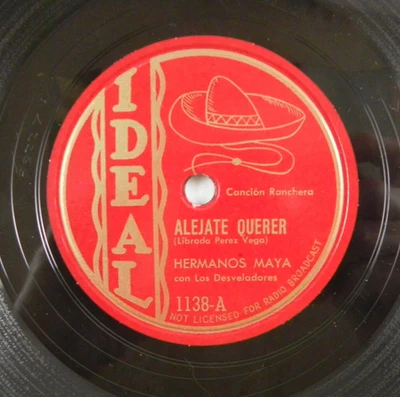 IDEAL
Canción Ranchera
ALEJATE QUERER
(Librado Perez Vega)
HERMANOS MAYA
con Los Desveladores
1138-A
NOT LICENSED FOR RADIO BROADCAST